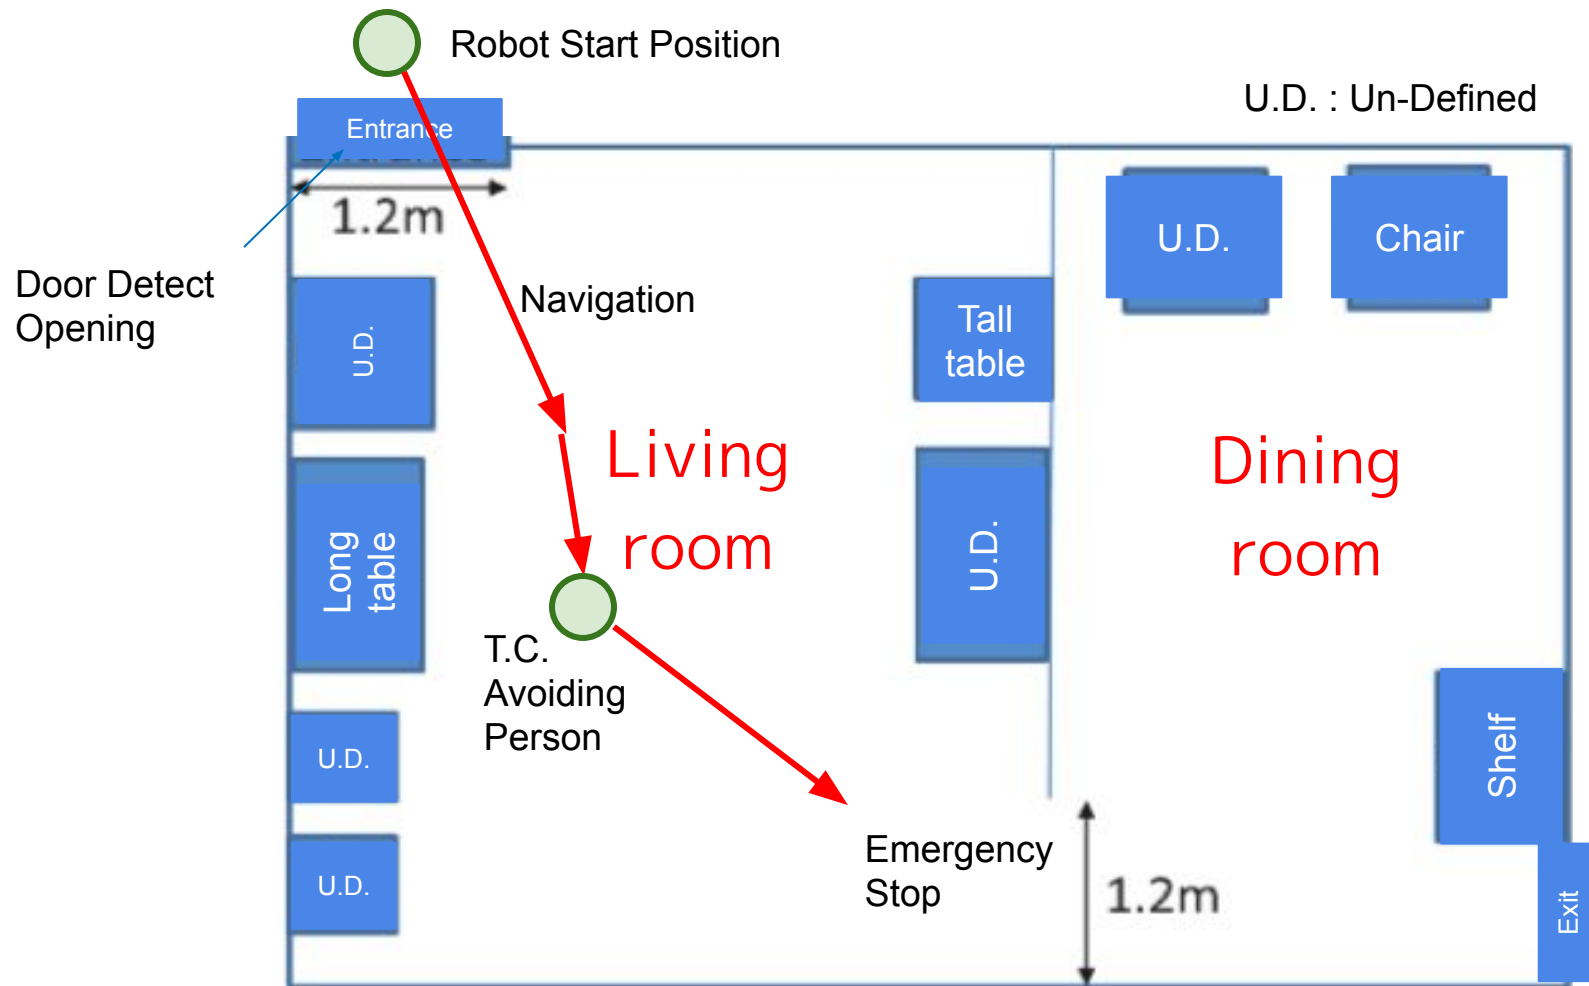 Robot Start Position
U.D. : Un-Defined
Entrance
1.2m
U.D.
Chair
Door Detect
Opening
Navigation
U.D.
Tall
table
Living
room
Dining
room
Long
table
U.D.
T.C.
Avoiding
Person
U.D.
Shelf
Emergency
Stop
U.D.
1.2m
Exit